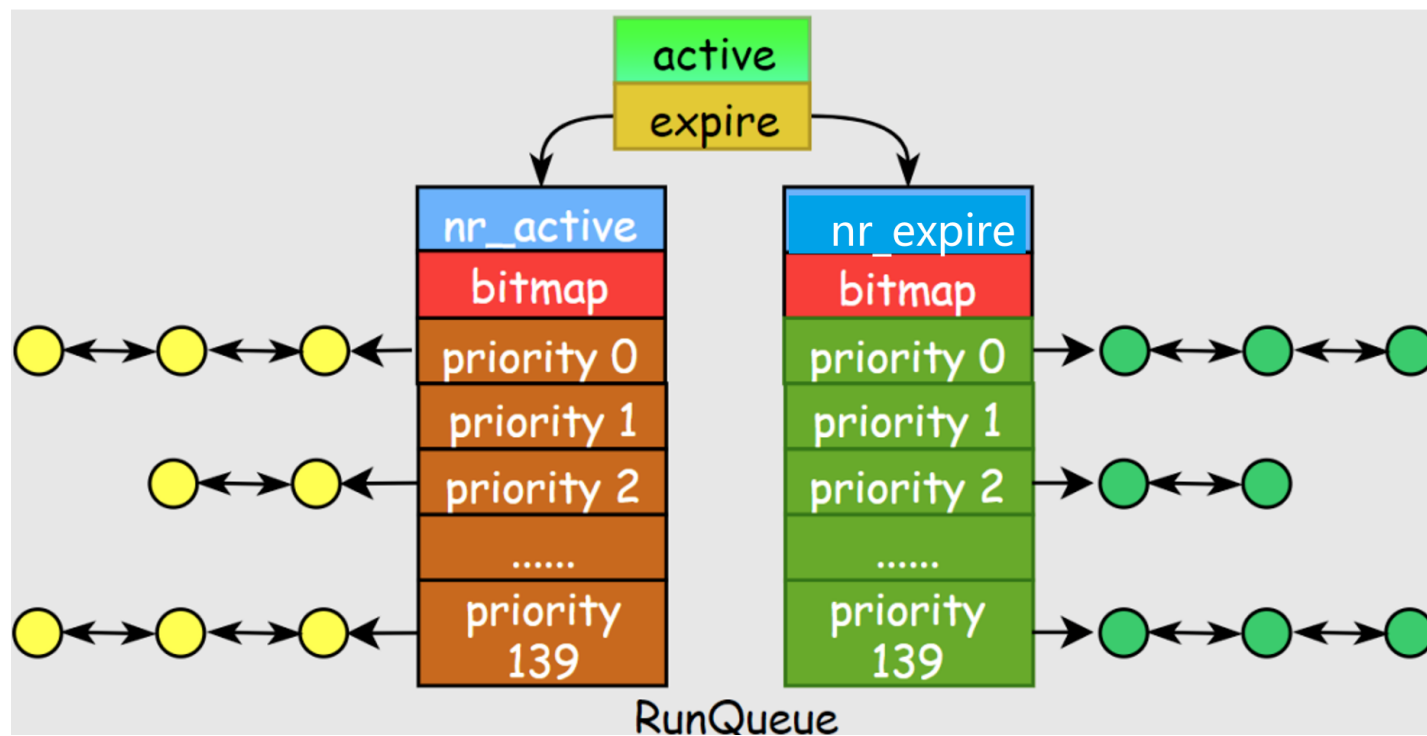 active
expire
nr_active
bitmap
priority 0
priority 1
priority 2
......
priority
139
nr_expire
bitmap
priority 0
priority 1
priority 2
......
priority
139
RunQueue